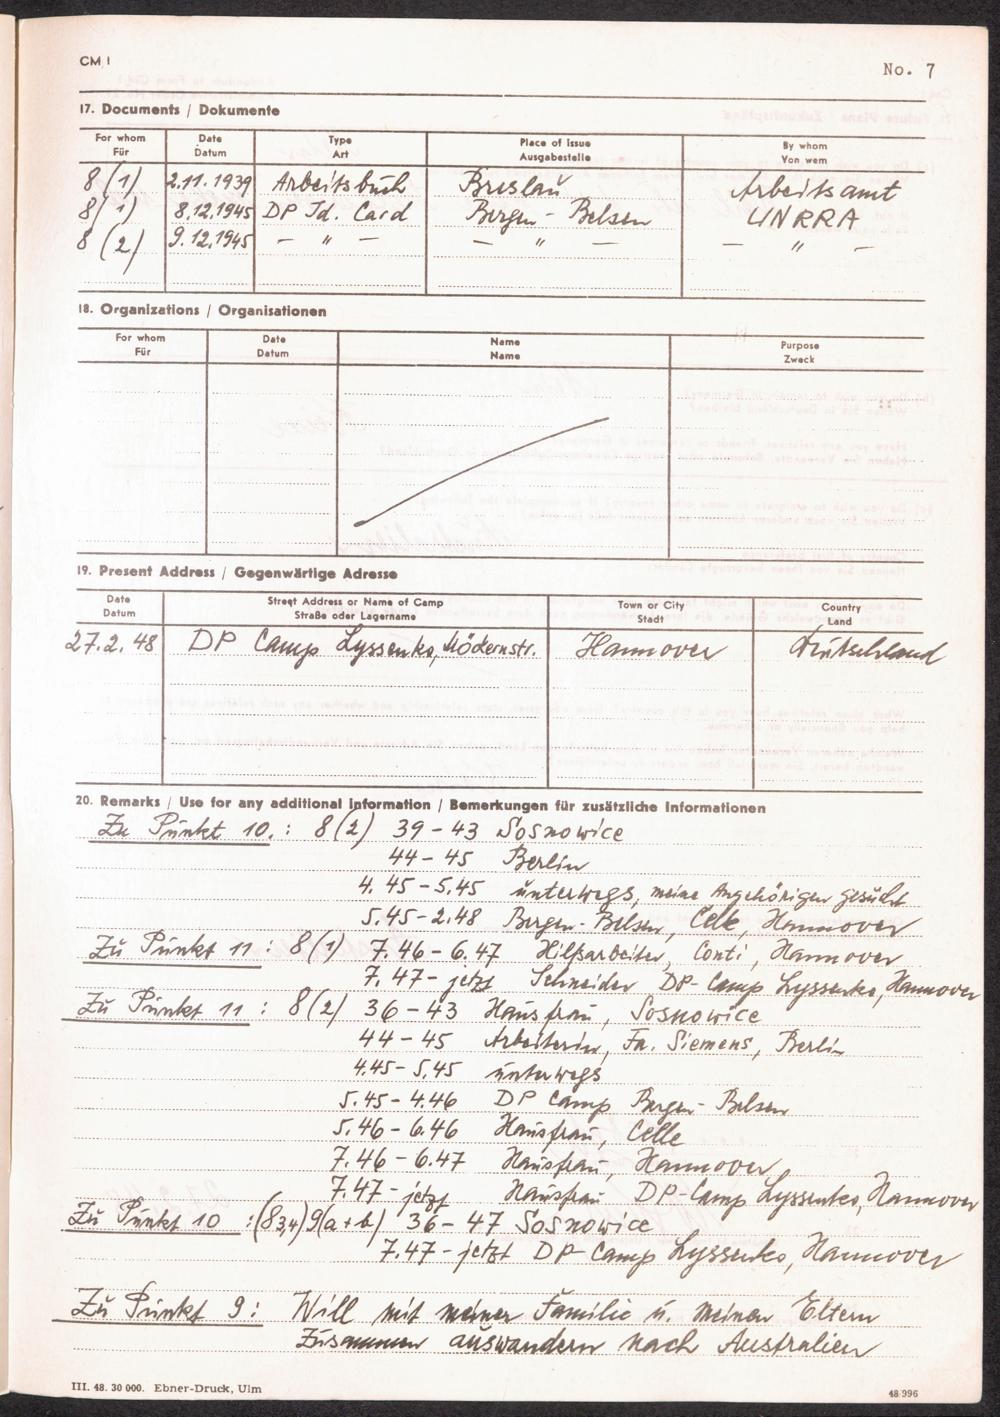 CM 1
No. 7
17. Documents / Dokumente
For whom Für | Date Datum | Type Art | Place of Issue Ausgabestelle | By whom Von wem
8 (1) 2.11.1939 Arbeitsbuch Breslau Arbeitsamt
8(1) 8.12.1945 DP Id. Card Bergen-Belsen UNRRA
8 (2) 9.12.1945 — " — — " — — " —
18. Organizations / Organisationen
For whom Für | Date Datum | Name Name | Purpose Zweck
19. Present Address / Gegenwärtige Adresse
Date Datum | Street Address or Name of Camp Straße oder Lagername | Town or City Stadt | Country Land
27.2.48 DP Camp Lyssenko, Hannover Deutschland
20. Remarks / Use for any additional information / Bemerkungen für zusätzliche Informationen
Zu Punkt 10.: 8(2) 39-43 Sosnowice
44-45 Berlin
4.45-5.45 unterwegs, meine Angehörigen gesucht
5.45-2.48 Bergen-Belsen, Celle, Hannover
Zu Punkt 11: 8(1) 7.46-6.47 Hilfsarbeiter, Conti, Hannover
7.47-jetzt Schneider DP-Camp Lyssenko, Hannover
Zu Punkt 11: 8(2) 36-43 Hausfrau, Sosnowice
44-45 Arbeiterin, Fa. Siemens, Berlin
4.45-5.45 unterwegs
5.45-4.46 DP Camp Bergen-Belsen
5.46-6.46 Hausfrau, Celle
7.46-6.47 Hausfrau, Hannover
7.47-jetzt Hausfrau DP-Camp Lyssenko, Hannover
Zu Punkt 10 :(8 3,4) 9(a+b) 36-47 Sosnowice
7.47-jetzt DP-Camp Lyssenko, Hannover
Zu Punkt 9: Will mit meiner Familie u. meinen Eltern
Zusammen auswandern nach Australien
III. 48. 30 000. Ebner-Druck, Ulm
48 996